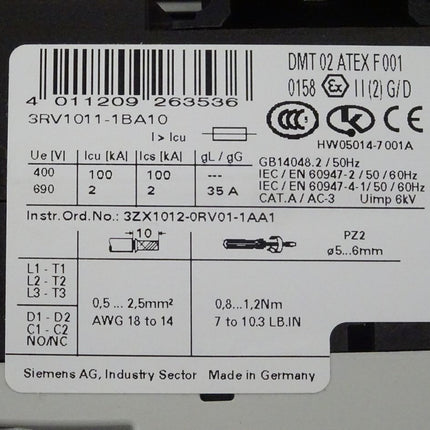 DMT 02 ATEX F 001
0158 Ex II (2) G/D
4 011209 263536
3RV1011-1BA10
I > Icu
CCC
HW05014-7001A
Ue [V] Icu [kA] Ics [kA] gL / gG
400 100 100 ---
690 2 2 35 A
GB14048.2 / 50Hz
IEC / EN 60947-2 / 50 / 60Hz
IEC / EN 60947-4-1/50 / 60Hz
CAT. A / AC-3 Uimp 6kV
Instr.Ord.No.: 3ZX1012-0RV01-1AA1
10
PZ2
ø5...6mm
L1 - T1
L2 - T2
L3 - T3
D1 - D2
C1 - C2
NO/NC
0,5 ... 2,5mm²
AWG 18 to 14
0,8...1,2Nm
7 to 10.3 LB.IN
Siemens AG, Industry Sector Made in Germany